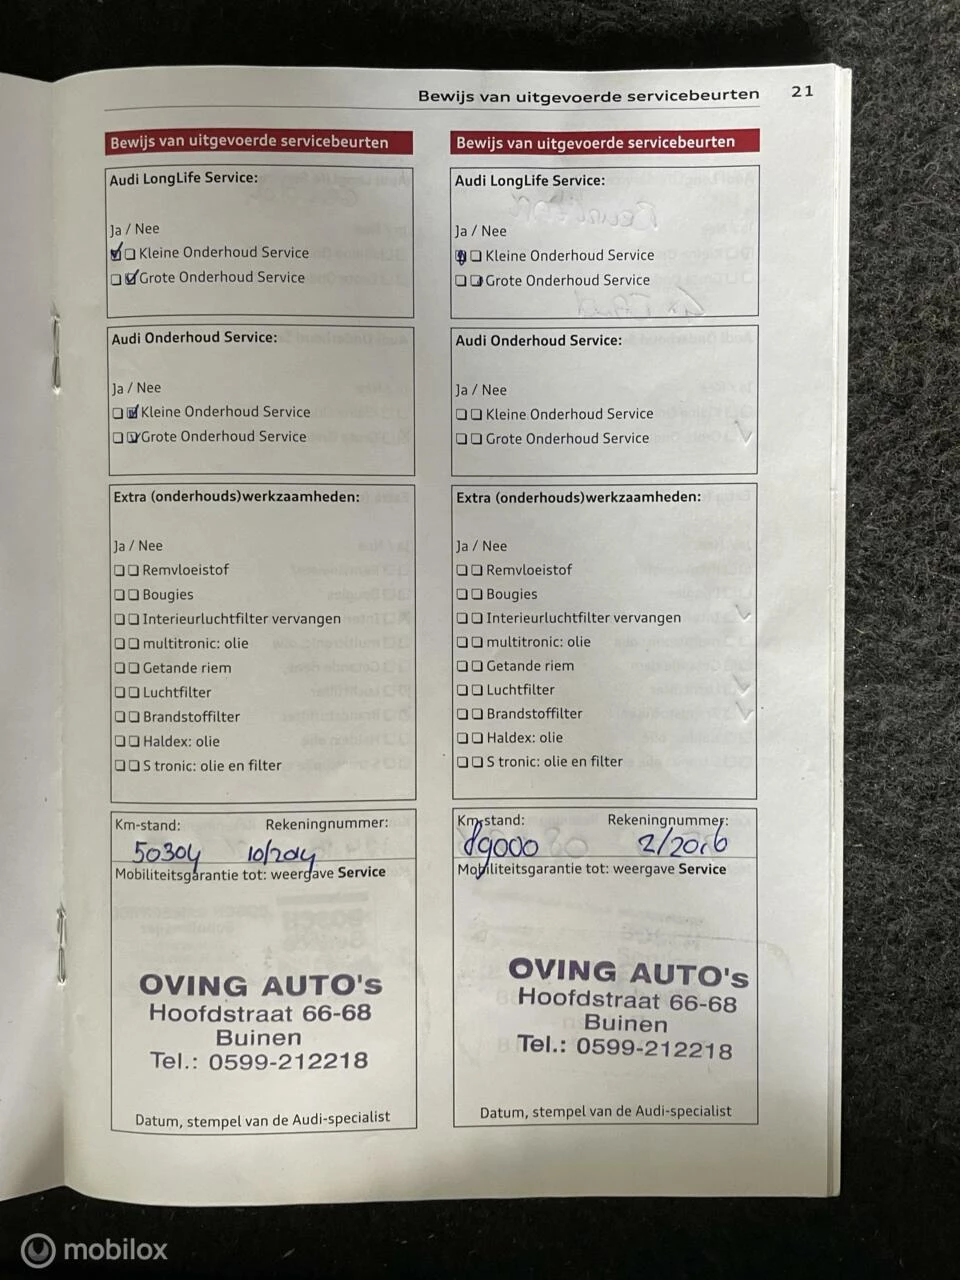 Bewijs van uitgevoerde servicebeurten 21
Bewijs van uitgevoerde servicebeurten
Audi LongLife Service:
Ja / Nee
Kleine Onderhoud Service
Grote Onderhoud Service
Audi Onderhoud Service:
Ja / Nee
Kleine Onderhoud Service
Grote Onderhoud Service
Extra (onderhouds)werkzaamheden:
Ja / Nee
Remvloeistof
Bougies
Interieurluchtfilter vervangen
multitronic: olie
Getande riem
Luchtfilter
Brandstoffilter
Haldex: olie
S tronic: olie en filter
Km-stand: Rekeningnummer:
50304 10/2014
Mobiliteitsgarantie tot: weergave Service
OVING AUTO's
Hoofdstraat 66-68
Buinen
Tel.: 0599-212218
Datum, stempel van de Audi-specialist
Bewijs van uitgevoerde servicebeurten
Audi LongLife Service:
Ja / Nee
Kleine Onderhoud Service
Grote Onderhoud Service
Audi Onderhoud Service:
Ja / Nee
Kleine Onderhoud Service
Grote Onderhoud Service
Extra (onderhouds)werkzaamheden:
Ja / Nee
Remvloeistof
Bougies
Interieurluchtfilter vervangen
multitronic: olie
Getande riem
Luchtfilter
Brandstoffilter
Haldex: olie
S tronic: olie en filter
Km-stand: Rekeningnummer:
89000 2/2016
Mobiliteitsgarantie tot: weergave Service
OVING AUTO's
Hoofdstraat 66-68
Buinen
Tel.: 0599-212218
Datum, stempel van de Audi-specialist
mobilox